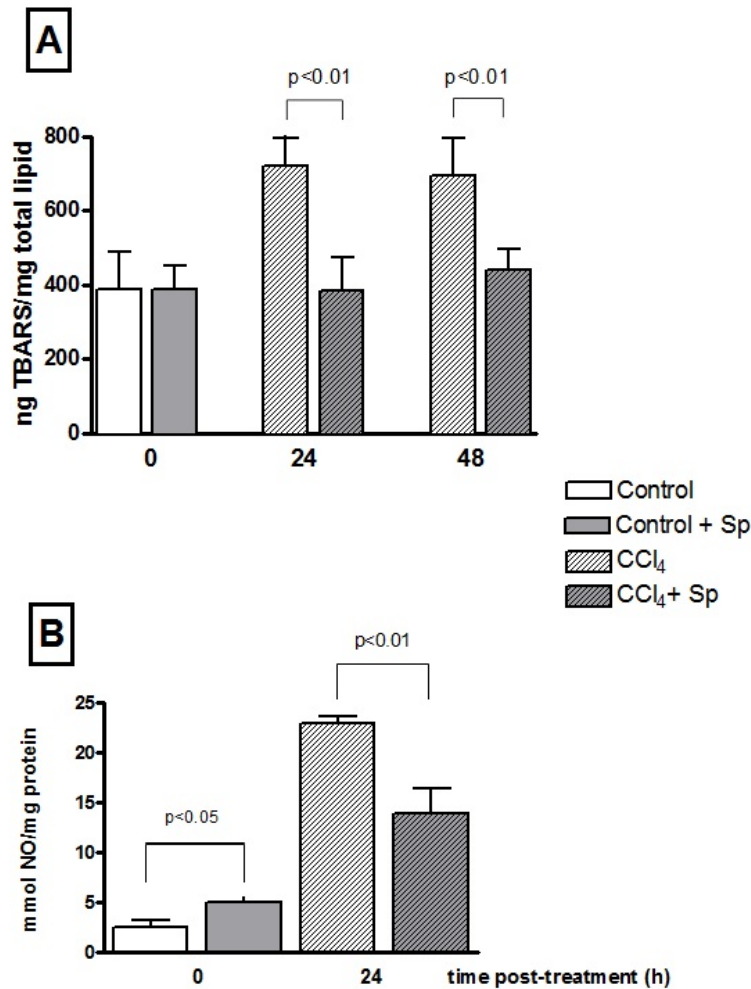 A
p<0.01 p<0.01
800
600
400
200
0
ng TBARS/mg total lipid
0 24 48
Control
Control + Sp
CCl₄
CCl₄+ Sp
B
p<0.01
25
20
15
10
5
0
mmol NO/mg protein
p<0.05
0 24 time post-treatment (h)